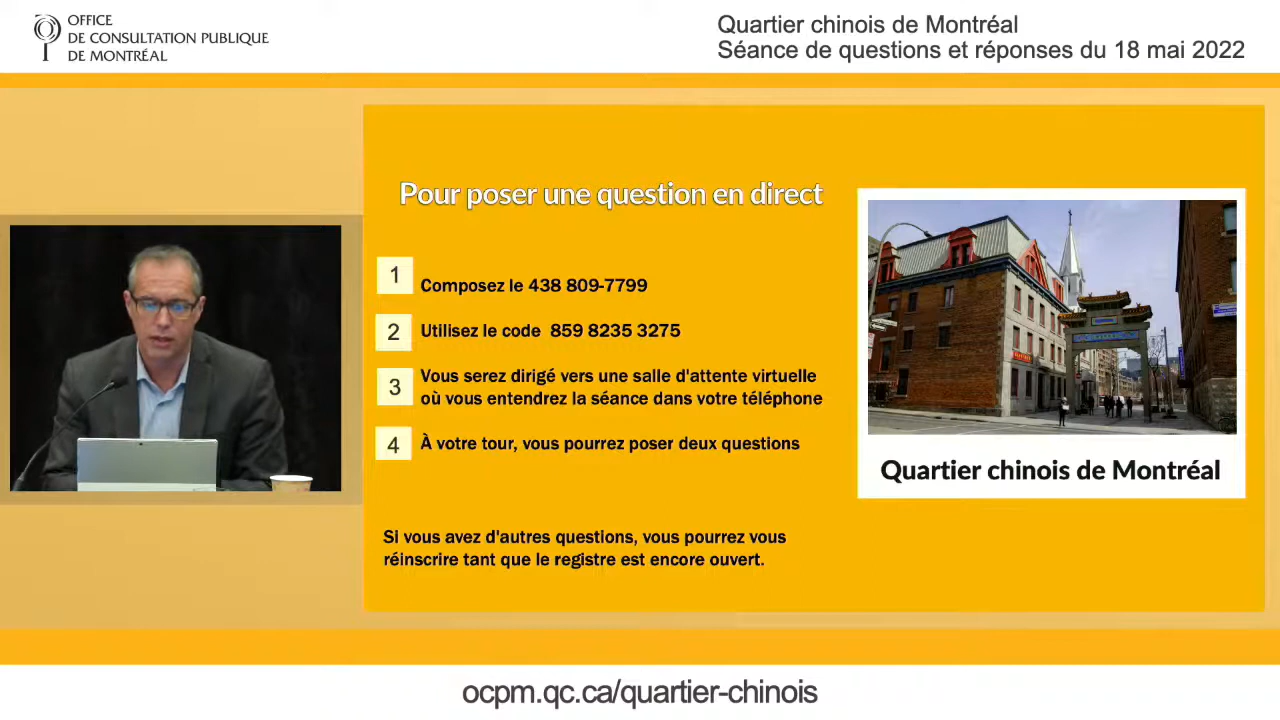 OFFICE
DE CONSULTATION PUBLIQUE
DE MONTRÉAL
Quartier chinois de Montréal
Séance de questions et réponses du 18 mai 2022
Pour poser une question en direct
1
Composez le 438 809-7799
2
Utilisez le code 859 8235 3275
3
Vous serez dirigé vers une salle d'attente virtuelle
où vous entendrez la séance dans votre téléphone
4
À votre tour, vous pourrez poser deux questions
Si vous avez d'autres questions, vous pourrez vous
réinscrire tant que le registre est encore ouvert.
Quartier chinois de Montréal
ocpm.qc.ca/quartier-chinois